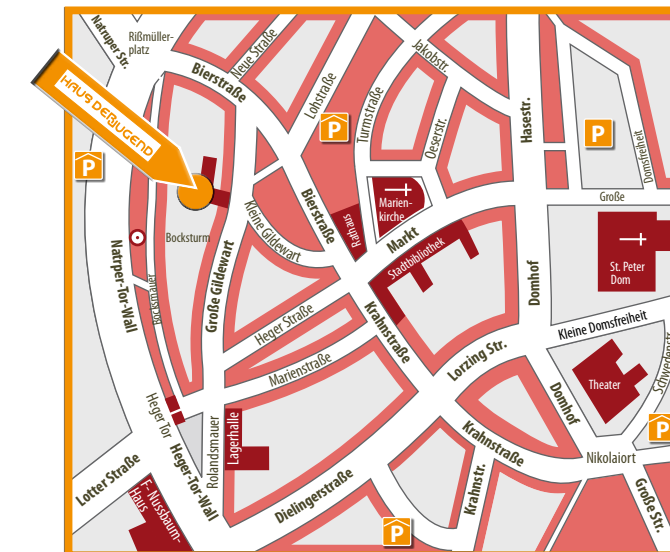 Natruper Str.
Rißmüller-
platz
Neue Straße
Bierstraße
HAUS DER JUGEND
P
Lohstraße
P
Turmstraße
Jakobstr.
Oeserstr.
Hasestr.
P
Domsfreiheit
Große
Marien-
kirche
Rathaus
Bierstraße
Markt
Stadtbibliothek
Kleine Gildewart
Bocksturm
Große Gildewart
Natrper-Tor-Wall
Bocksmauer
Domhof
St. Peter
Dom
Kleine Domsfreiheit
Heger Straße
Krahnstraße
Marienstraße
Lorzing Str.
Theater
Domhof
P
Heger Tor
Heger-Tor-Wall
Rolandsmauer
Lagerhalle
Krahnstraße
Nikolaiort
Lotter Straße
F- Nussbaum-
Haus
Dielingerstraße
Krahnstr.
Große Str.
P